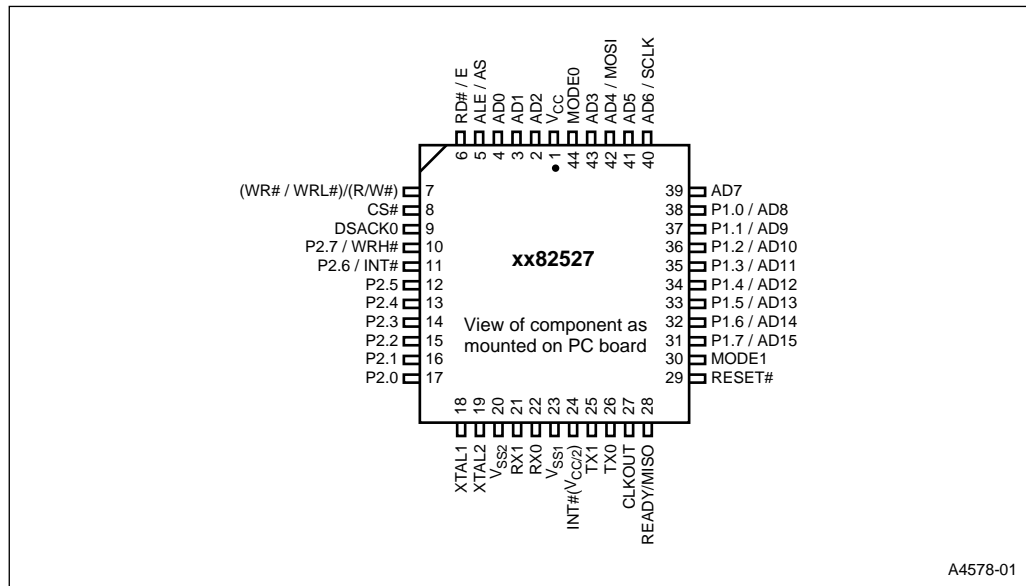 RD# / E
ALE / AS
AD0
AD1
AD2
VCC
MODE0
AD3
AD4 / MOSI
AD5
AD6 / SCLK
6
5
4
3
2
1
44
43
42
41
40
(WR# / WRL#)/(R/W#) 7
CS# 8
DSACK0 9
P2.7 / WRH# 10
P2.6 / INT# 11
P2.5 12
P2.4 13
P2.3 14
P2.2 15
P2.1 16
P2.0 17
xx82527
View of component as
mounted on PC board
39 AD7
38 P1.0 / AD8
37 P1.1 / AD9
36 P1.2 / AD10
35 P1.3 / AD11
34 P1.4 / AD12
33 P1.5 / AD13
32 P1.6 / AD14
31 P1.7 / AD15
30 MODE1
29 RESET#
18
19
20
21
22
23
24
25
26
27
28
XTAL1
XTAL2
VSS2
RX1
RX0
VSS1
INT#(VCC/2)
TX1
TX0
CLKOUT
READY/MISO
A4578-01